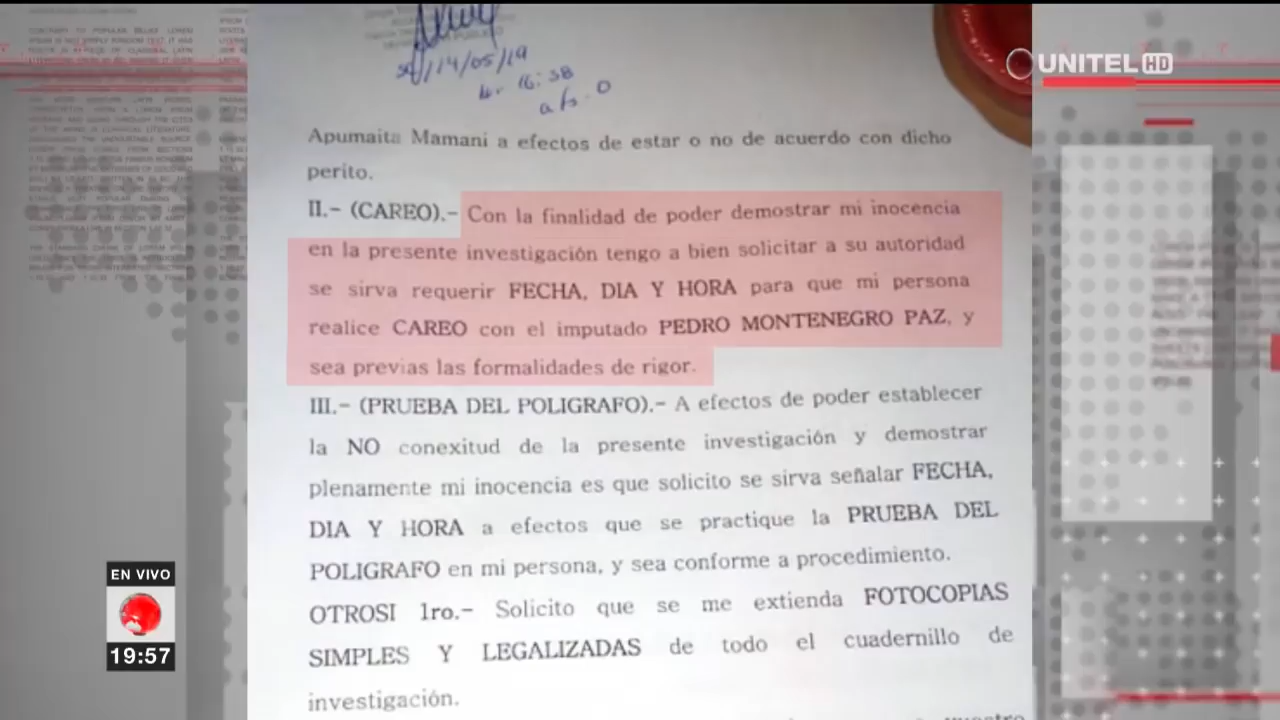 14/05/19
16:38
UNITEL HD
Apumaita Mamani a efectos de estar o no de acuerdo con dicho
perito.
II.- (CAREO).- Con la finalidad de poder demostrar mi inocencia
en la presente investigación tengo a bien solicitar a su autoridad
se sirva requerir FECHA, DIA Y HORA para que mi persona
realice CAREO con el imputado PEDRO MONTENEGRO PAZ, y
sea previas las formalidades de rigor.
III.- (PRUEBA DEL POLIGRAFO).- A efectos de poder establecer
la NO conexitud de la presente investigación y demostrar
plenamente mi inocencia es que solicito se sirva señalar FECHA,
DIA Y HORA a efectos que se practique la PRUEBA DEL
POLIGRAFO en mi persona, y sea conforme a procedimiento.
OTROSI 1ro.- Solicito que se me extienda FOTOCOPIAS
SIMPLES Y LEGALIZADAS de todo el cuadernillo de
investigación.
EN VIVO
19:57